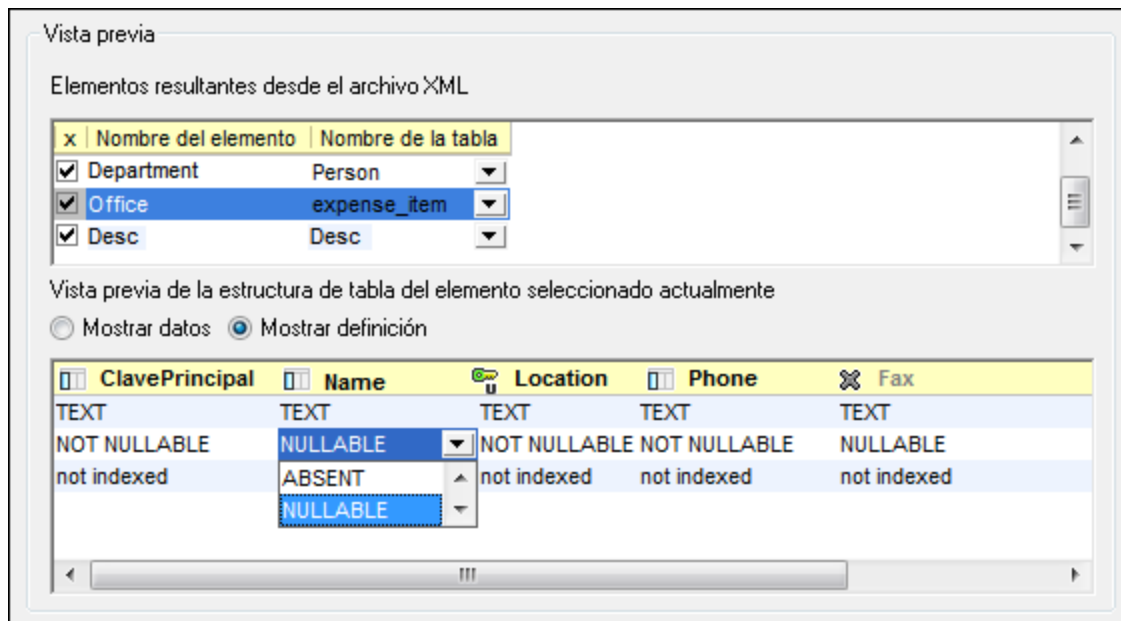 Vista previa
Elementos resultantes desde el archivo XML
x Nombre del elemento Nombre de la tabla
Department Person
Office expense_item
Desc Desc
Vista previa de la estructura de tabla del elemento seleccionado actualmente
Mostrar datos Mostrar definición
ClavePrincipal Name U Location Phone Fax
TEXT TEXT TEXT TEXT TEXT
NOT NULLABLE NULLABLE NOT NULLABLE NOT NULLABLE NULLABLE
not indexed ABSENT not indexed not indexed not indexed
NULLABLE